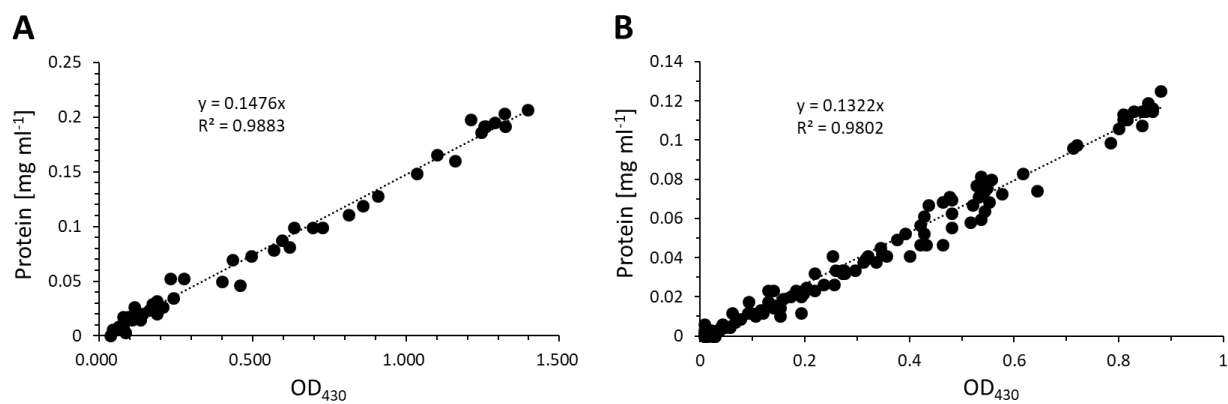 A
Protein [mg ml⁻¹]
0.25
0.2
0.15
0.1
0.05
0
y = 0.1476x
R² = 0.9883
0.000
0.500
1.000
1.500
OD₄₃₀
B
Protein [mg ml⁻¹]
0.14
0.12
0.1
0.08
0.06
0.04
0.02
0
y = 0.1322x
R² = 0.9802
0
0.2
0.4
0.6
0.8
1
OD₄₃₀